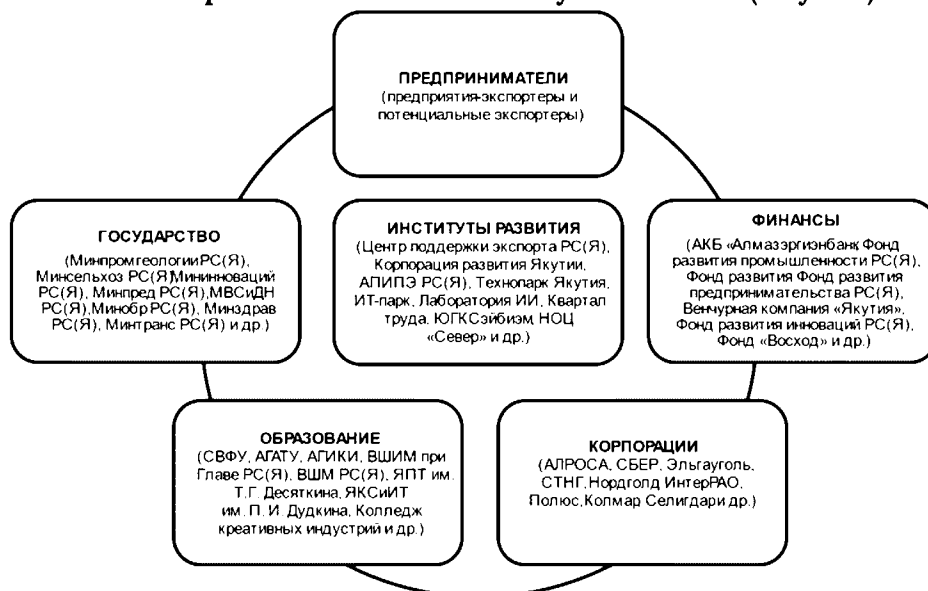 ПРЕДПРИНИМАТЕЛИ
(предприятия-экспортеры и
потенциальные экспортеры)
ГОСУДАРСТВО
(Минпромгеологии РС(Я),
Минсельхоз РС(Я)Мининноваций
РС(Я), Минпред РС(Я),МВСиДН
РС(Я),Минобр РС(Я), Минздрав
РС(Я), Минтранс РС(Я) и др.)
ИНСТИТУТЫ РАЗВИТИЯ
(Центр поддержки экспорта РС(Я),
Корпорация развития Якутии,
АПИПЭ РС(Я), Технопарк Якутия,
ИТ-парк, Лаборатория ИИ, Квартал
труда, ЮГКСэйбиэм, НОЦ
«Север» и др.)
ФИНАНСЫ
(АКБ «Алмазэргиэнбанк, Фонд
развития промышленности РС(Я),
Фонд развития Фонд развития
предпринимательства РС(Я),
Венчурная компания «Якутия»,
Фонд развития инноваций РС(Я),
Фонд «Восход» и др.)
ОБРАЗОВАНИЕ
(СВФУ, АГАТУ, АГИКИ, ВШИМ при
Главе РС(Я), ВШМ РС(Я), ЯПТ им.
Т.Г. Десяткина, ЯКСиИТ
им. П. И. Дудкина, Колледж
креативных индустрий и др.)
КОРПОРАЦИИ
(АЛРОСА, СБЕР, Эльгауголь,
СТНГ, Нордголд ИнтерРАО,
Полюс, Колмар Селигдар и др.)